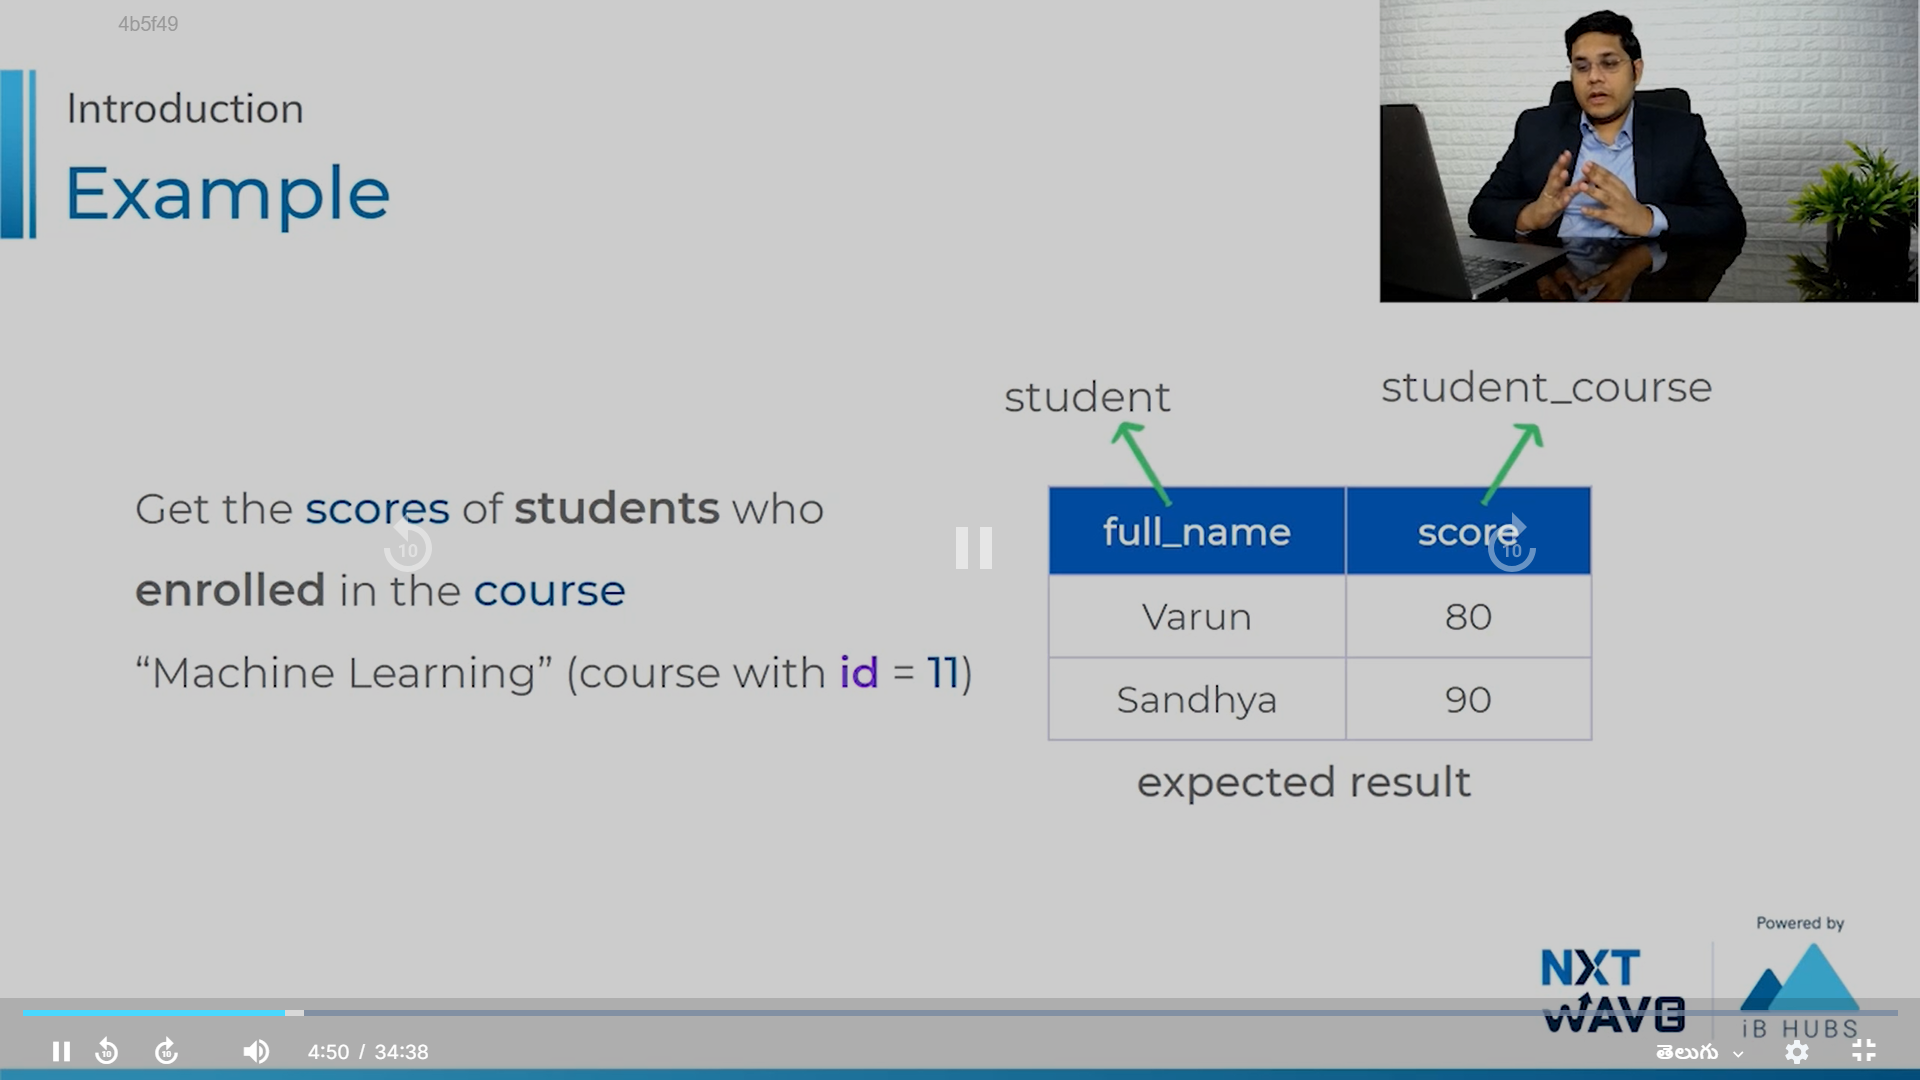 4b5f49
Introduction
Example
student
student_course
Get the scores of students who
enrolled in the course
“Machine Learning” (course with id = 11)
full_name score
Varun 80
Sandhya 90
expected result
10
10
Powered by
NXT
WAVE
iB HUBS
10
10
4:50 / 34:38
తెలుగు